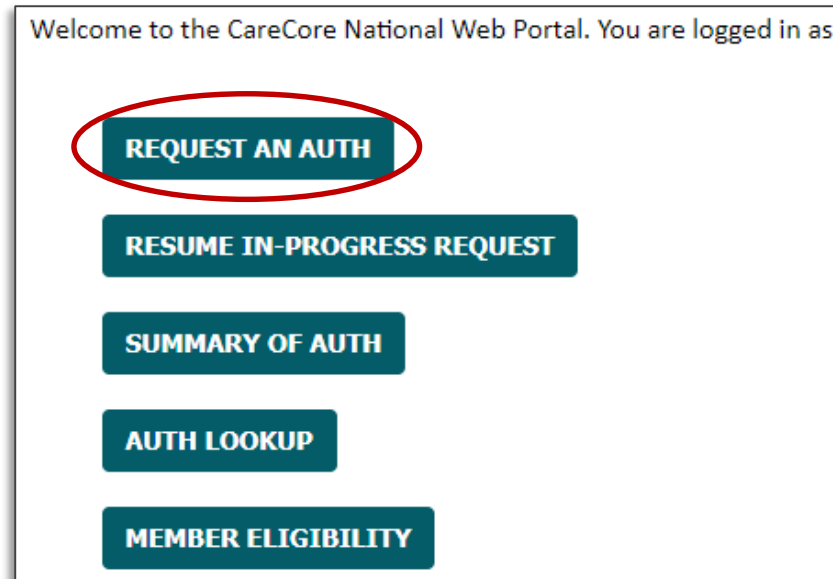 Welcome to the CareCore National Web Portal. You are logged in as
REQUEST AN AUTH
RESUME IN-PROGRESS REQUEST
SUMMARY OF AUTH
AUTH LOOKUP
MEMBER ELIGIBILITY